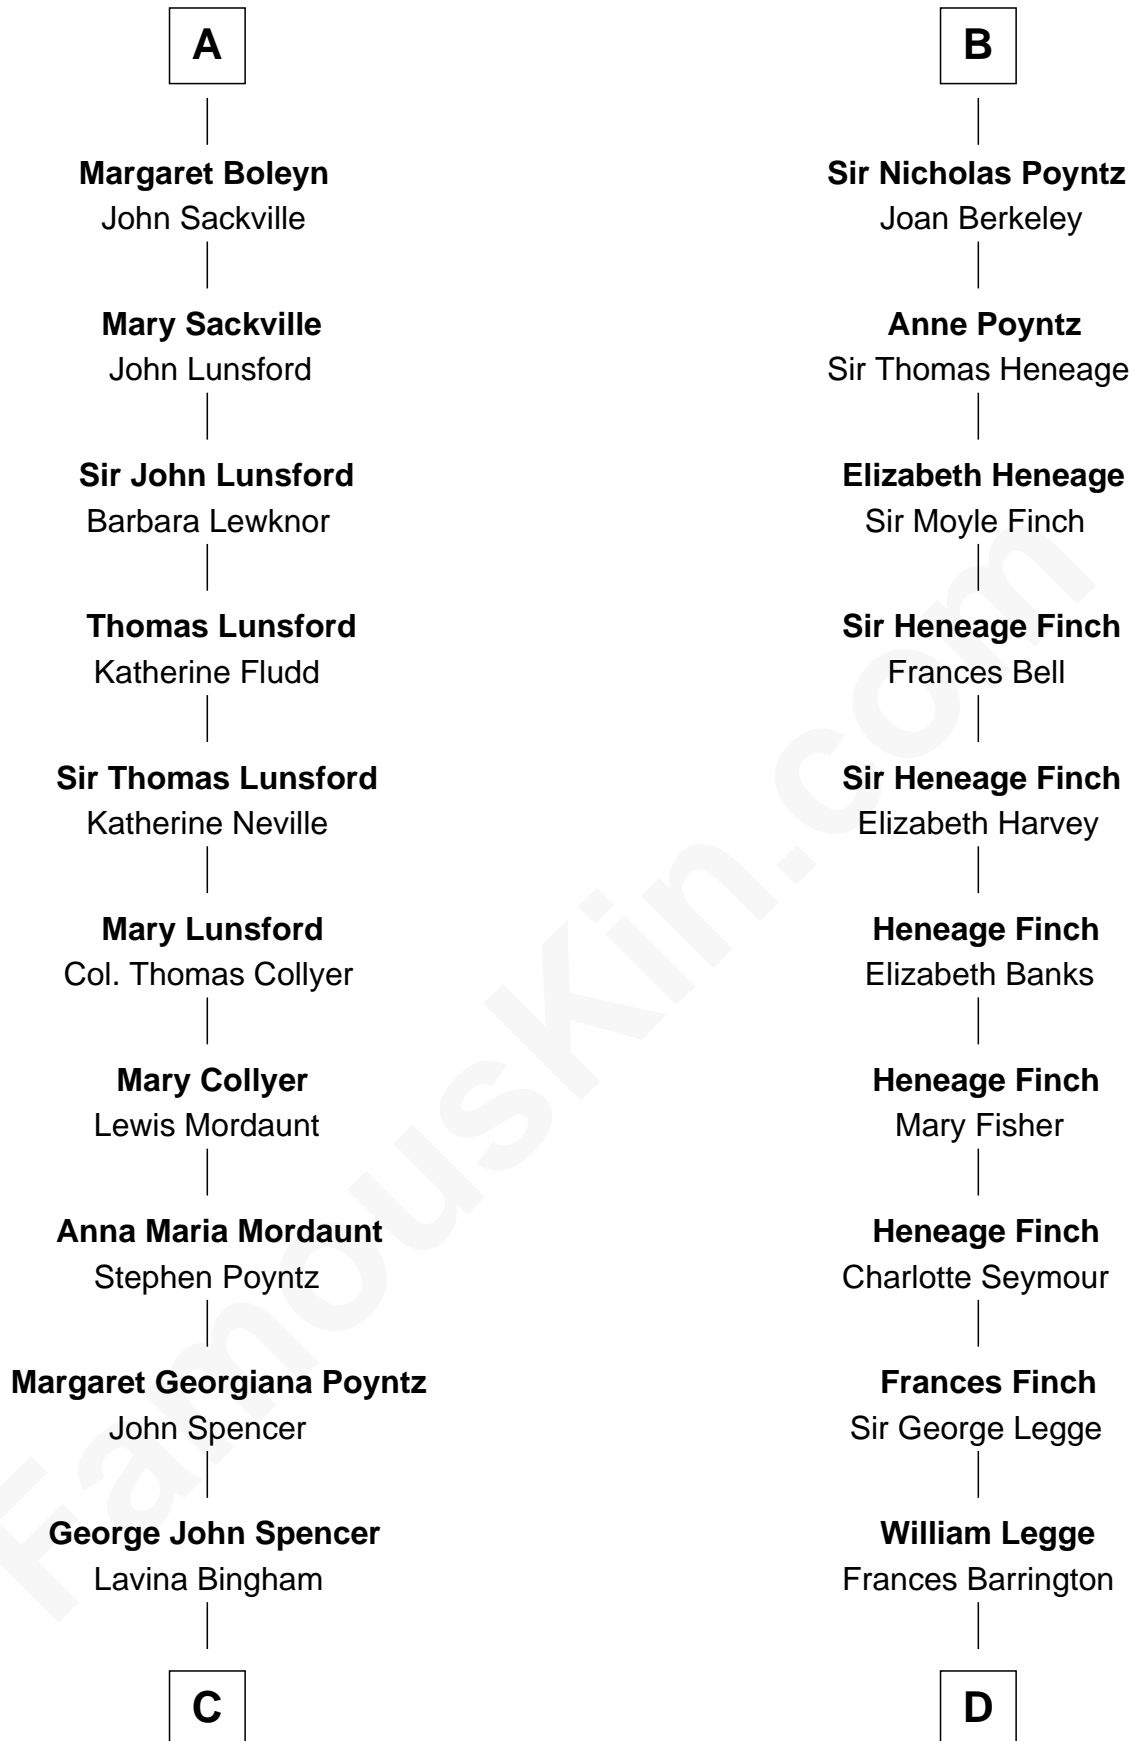 A
Margaret Boleyn
John Sackville
Mary Sackville
John Lunsford
Sir John Lunsford
Barbara Lewknor
Thomas Lunsford
Katherine Fludd
Sir Thomas Lunsford
Katherine Neville
Mary Lunsford
Col. Thomas Collyer
Mary Collyer
Lewis Mordaunt
Anna Maria Mordaunt
Stephen Poyntz
Margaret Georgiana Poyntz
John Spencer
George John Spencer
Lavina Bingham
C
B
Sir Nicholas Poyntz
Joan Berkeley
Anne Poyntz
Sir Thomas Heneage
Elizabeth Heneage
Sir Moyle Finch
Sir Heneage Finch
Frances Bell
Sir Heneage Finch
Elizabeth Harvey
Heneage Finch
Elizabeth Banks
Heneage Finch
Mary Fisher
Heneage Finch
Charlotte Seymour
Frances Finch
Sir George Legge
William Legge
Frances Barrington
D
FamousKin.com